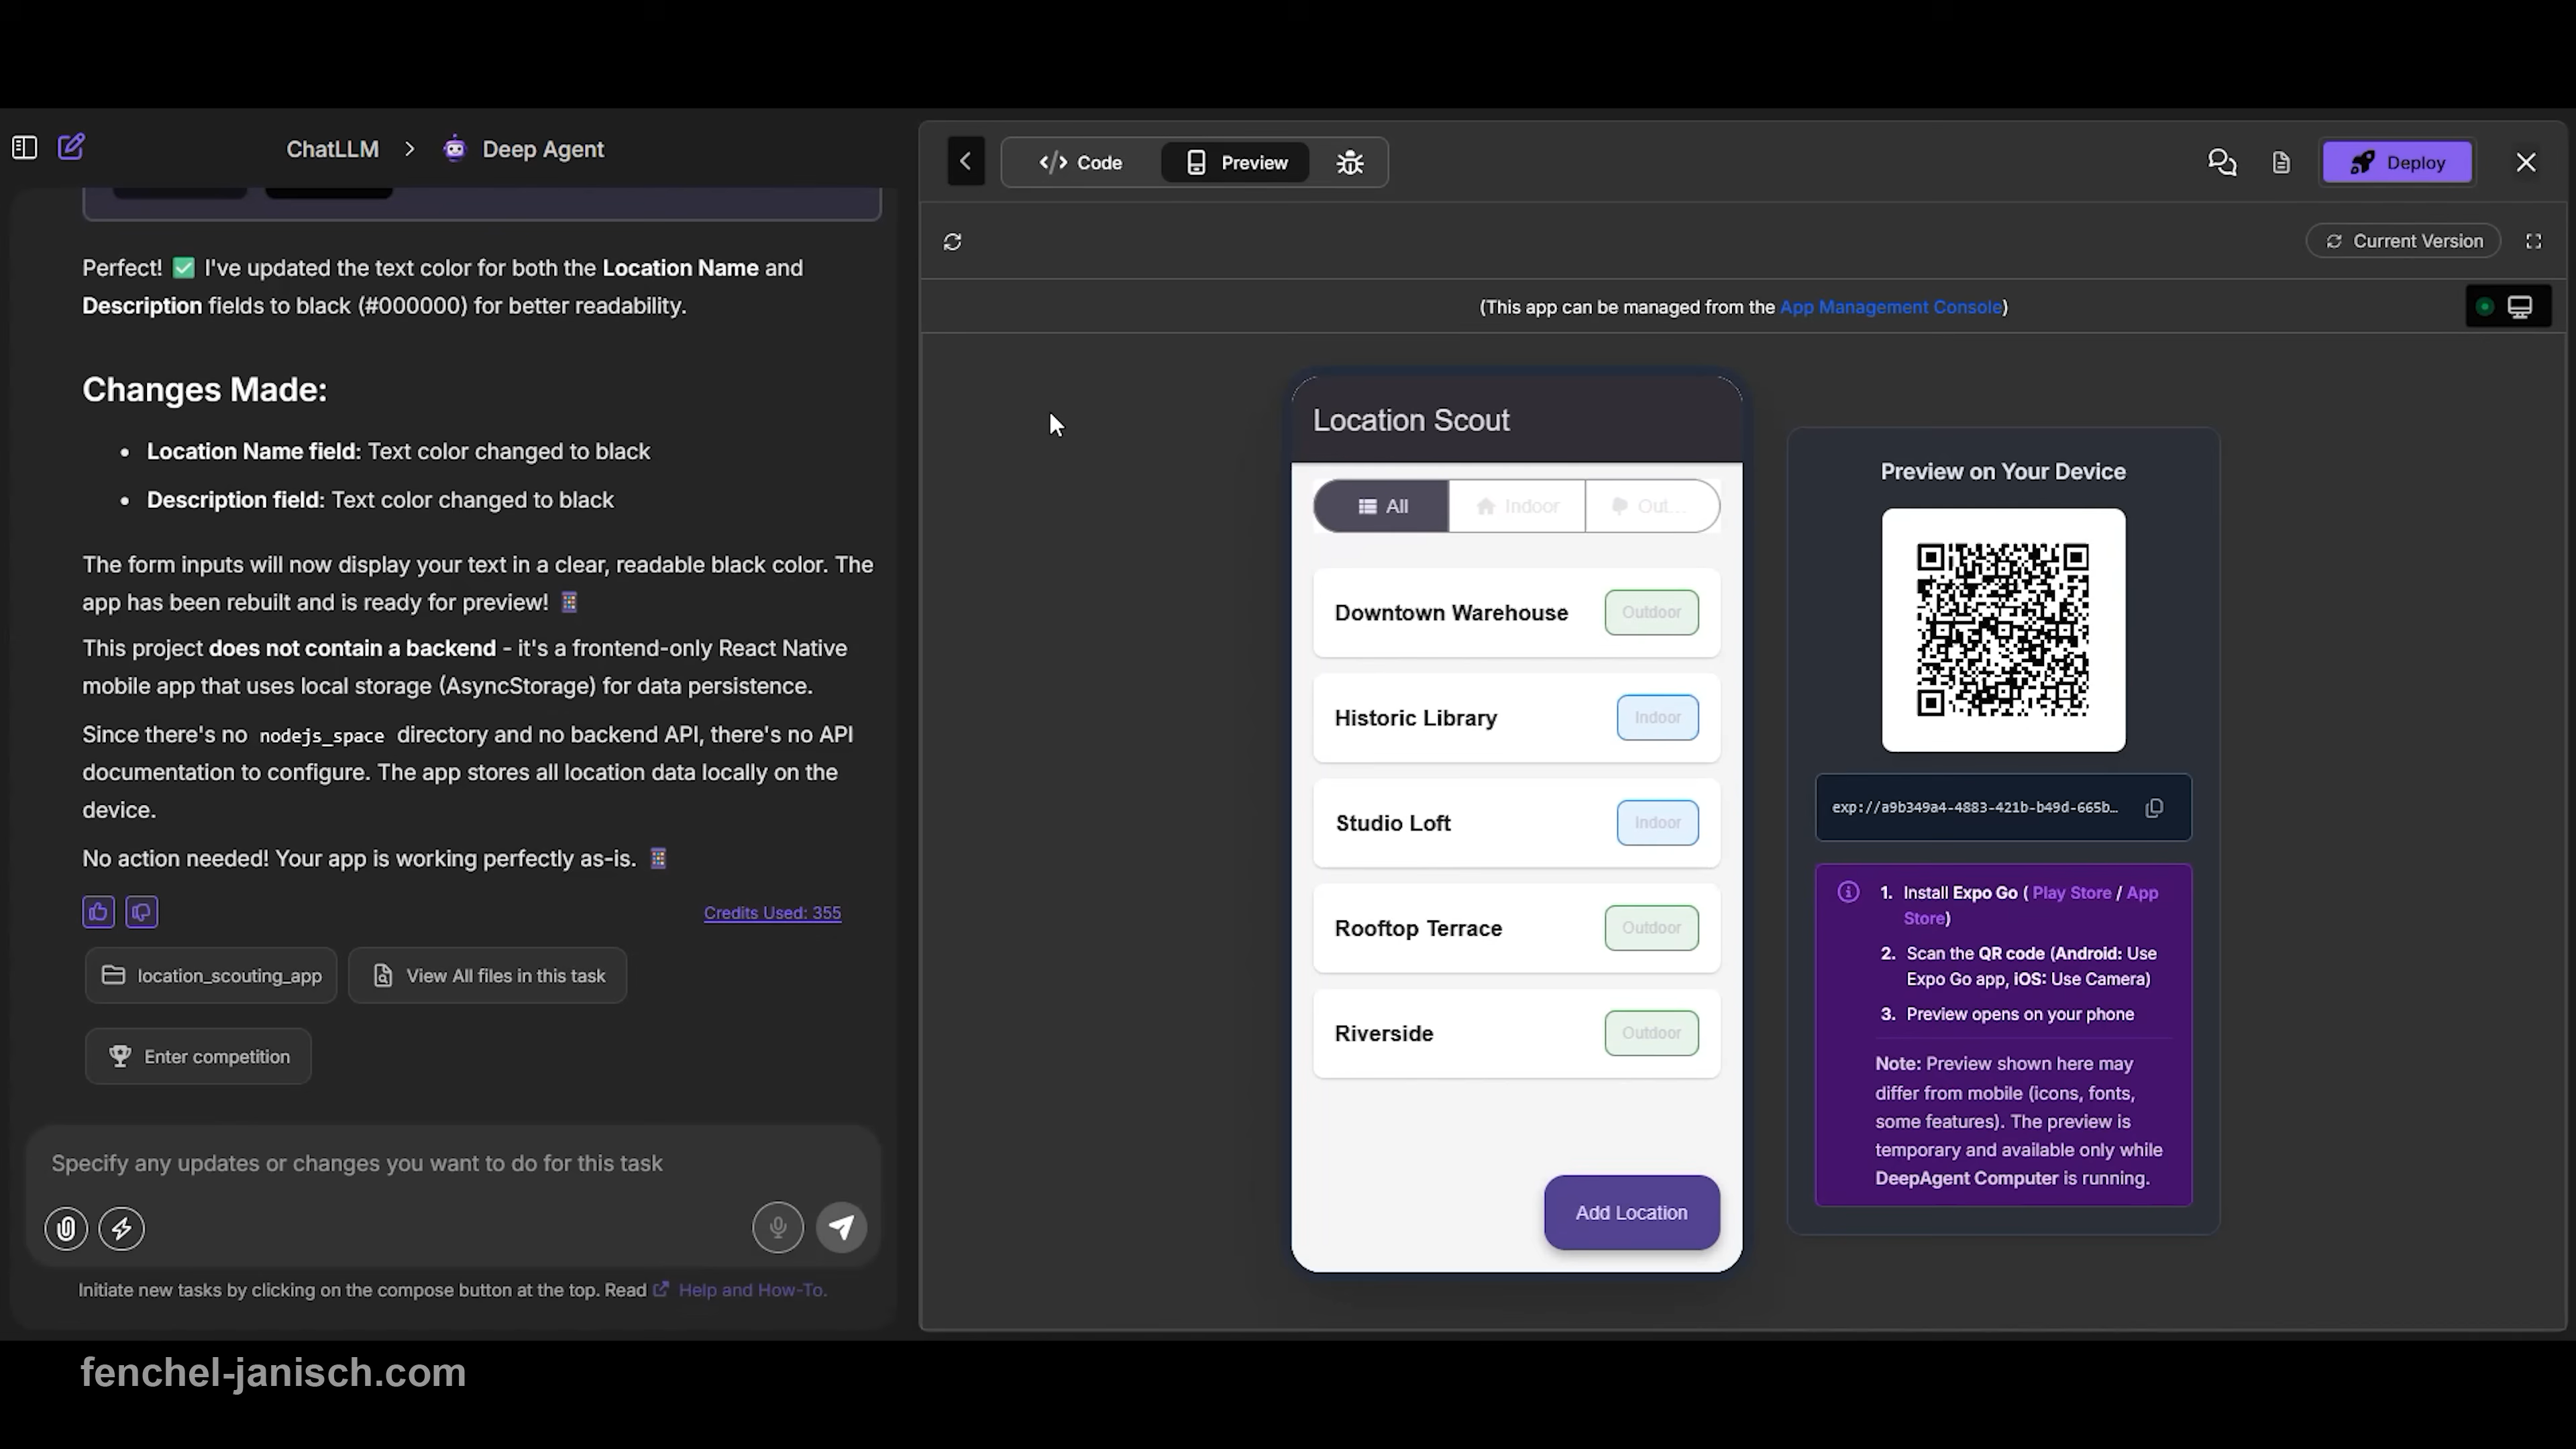 ChatLLM > Deep Agent
Perfect! ✅ I've updated the text color for both the Location Name and
Description fields to black (#000000) for better readability.
Changes Made:
• Location Name field: Text color changed to black
• Description field: Text color changed to black
The form inputs will now display your text in a clear, readable black color. The
app has been rebuilt and is ready for preview! 📱
This project does not contain a backend - it's a frontend-only React Native
mobile app that uses local storage (AsyncStorage) for data persistence.
Since there's no nodejs_space directory and no backend API, there's no API
documentation to configure. The app stores all location data locally on the
device.
No action needed! Your app is working perfectly as-is. 📱
Credits Used: 355
location_scouting_app
View All files in this task
Enter competition
Specify any updates or changes you want to do for this task
Initiate new tasks by clicking on the compose button at the top. Read Help and How-To.
</> Code
Preview
Deploy
Current Version
(This app can be managed from the App Management Console)
Location Scout
All
Indoor
Out...
Downtown Warehouse
Outdoor
Historic Library
Indoor
Studio Loft
Indoor
Rooftop Terrace
Outdoor
Riverside
Outdoor
Add Location
Preview on Your Device
exp://a9b349a4-4883-421b-b49d-665b...
1. Install Expo Go ( Play Store / App
Store)
2. Scan the QR code (Android: Use
Expo Go app, iOS: Use Camera)
3. Preview opens on your phone
Note: Preview shown here may
differ from mobile (icons, fonts,
some features). The preview is
temporary and available only while
DeepAgent Computer is running.
fenchel-janisch.com